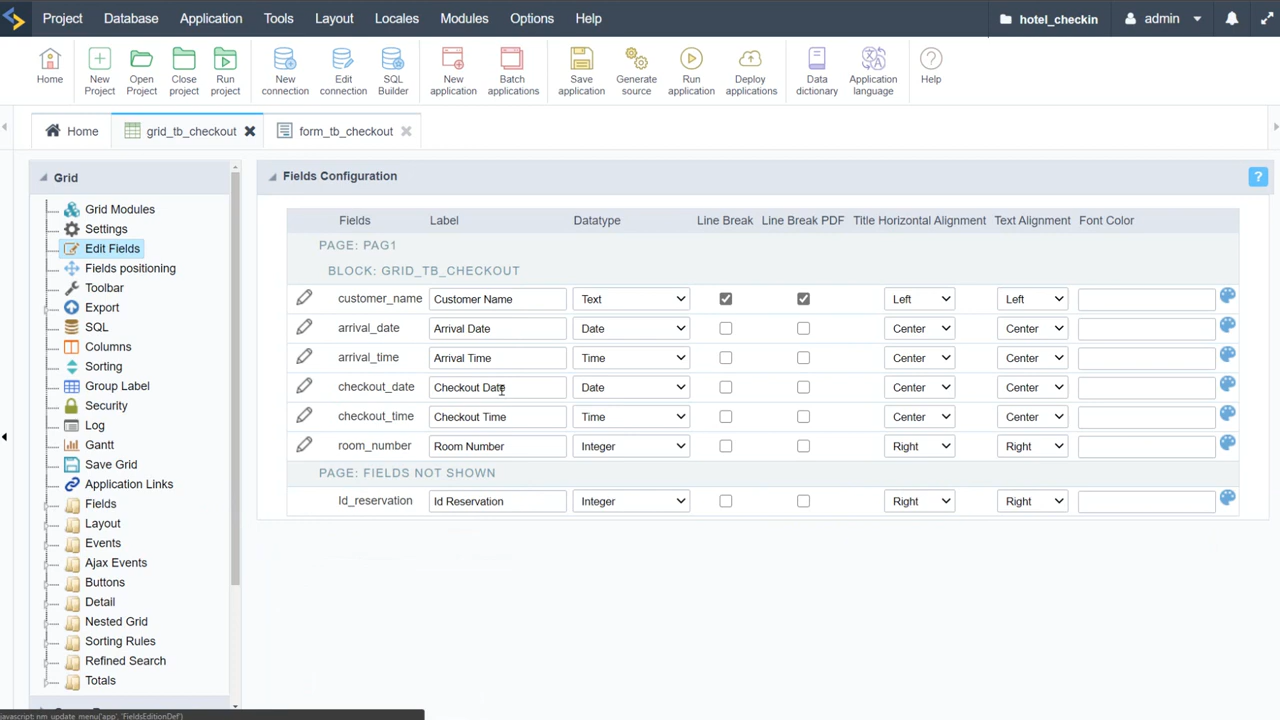 Project Database Application Tools Layout Locales Modules Options Help hotel_checkin admin
Home New Project Open Project Close project Run project New connection Edit connection SQL Builder New application Batch applications Save application Generate source Run application Deploy applications Data dictionary Application language Help
Home grid_tb_checkout form_tb_checkout
Grid
Grid Modules
Settings
Edit Fields
Fields positioning
Toolbar
Export
SQL
Columns
Sorting
Group Label
Security
Log
Gantt
Save Grid
Application Links
Fields
Layout
Events
Ajax Events
Buttons
Detail
Nested Grid
Sorting Rules
Refined Search
Totals
Fields Configuration ?
Fields Label Datatype Line Break Line Break PDF Title Horizontal Alignment Text Alignment Font Color
PAGE: PAG1
BLOCK: GRID_TB_CHECKOUT
customer_name Customer Name Text Left Left
arrival_date Arrival Date Date Center Center
arrival_time Arrival Time Time Center Center
checkout_date Checkout Date Date Center Center
checkout_time Checkout Time Time Center Center
room_number Room Number Integer Right Right
PAGE: FIELDS NOT SHOWN
Id_reservation Id Reservation Integer Right Right
javascript: nm_update_menu('app', 'FieldsEditionDef')